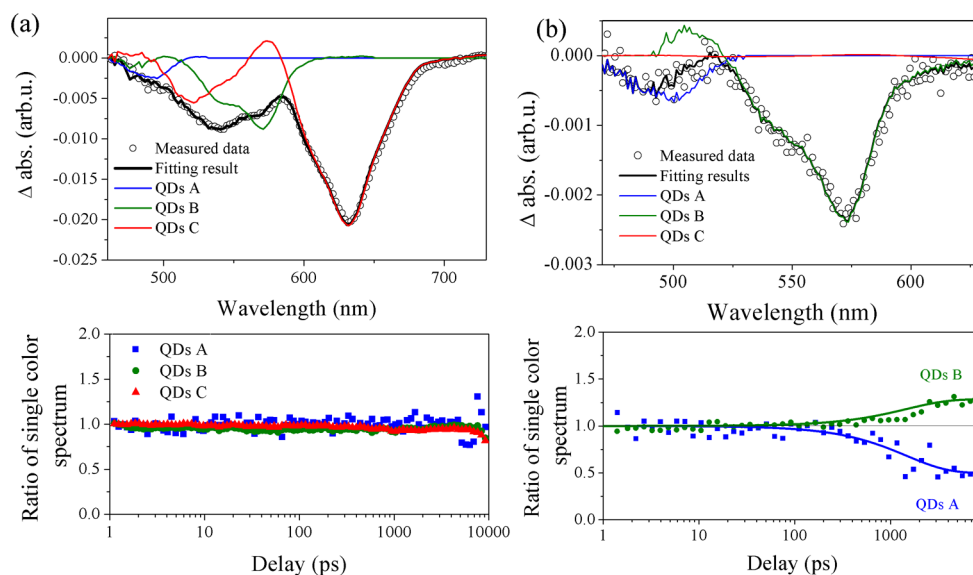 (a)
0.000
-0.005
-0.010
-0.015
-0.020
-0.025
Δ abs. (arb.u.)
Measured data
Fitting result
QDs A
QDs B
QDs C
500
600
700
Wavelength (nm)
(b)
0.000
-0.001
-0.002
-0.003
Δ abs. (arb.u.)
Measured data
Fitting results
QDs A
QDs B
QDs C
500
550
600
Wavelength (nm)
2.0
1.5
1.0
0.5
0.0
Ratio of single color
spectrum
QDs A
QDs B
QDs C
1
10
100
1000
10000
Delay (ps)
2.0
1.5
1.0
0.5
0.0
Ratio of single color
spectrum
QDs B
QDs A
1
10
100
1000
Delay (ps)